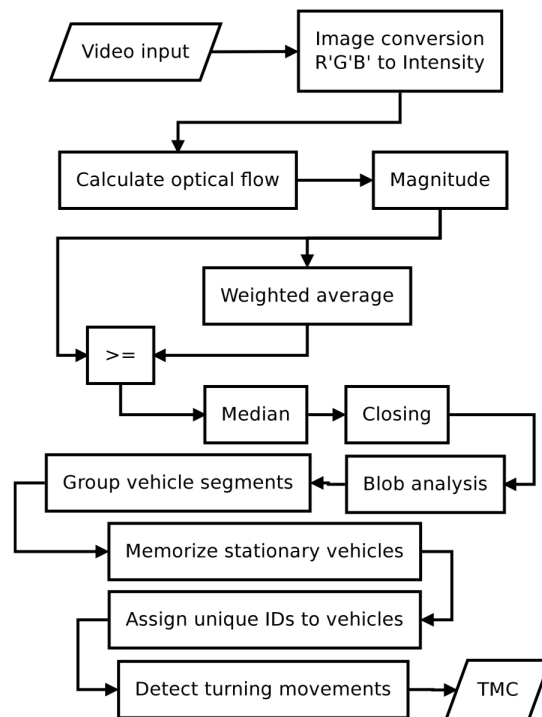 Video input
Image conversion
R'G'B' to Intensity
Calculate optical flow
Magnitude
Weighted average
>=
Median
Closing
Group vehicle segments
Blob analysis
Memorize stationary vehicles
Assign unique IDs to vehicles
Detect turning movements
TMC